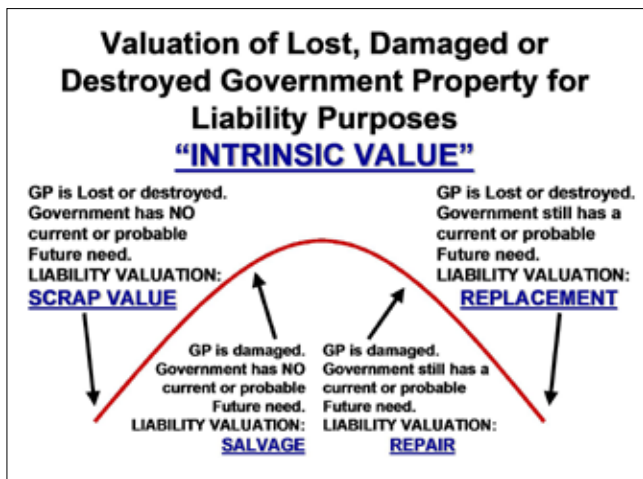 Valuation of Lost, Damaged or
Destroyed Government Property for
Liability Purposes
“INTRINSIC VALUE”
GP is Lost or destroyed.
Government has NO
current or probable
Future need.
LIABILITY VALUATION:
SCRAP VALUE
GP is Lost or destroyed.
Government still has a
current or probable
Future need.
LIABILITY VALUATION:
REPLACEMENT
GP is damaged.
Government has NO
current or probable
Future need.
LIABILITY VALUATION:
SALVAGE
GP is damaged.
Government still has a
current or probable
Future need.
LIABILITY VALUATION:
REPAIR